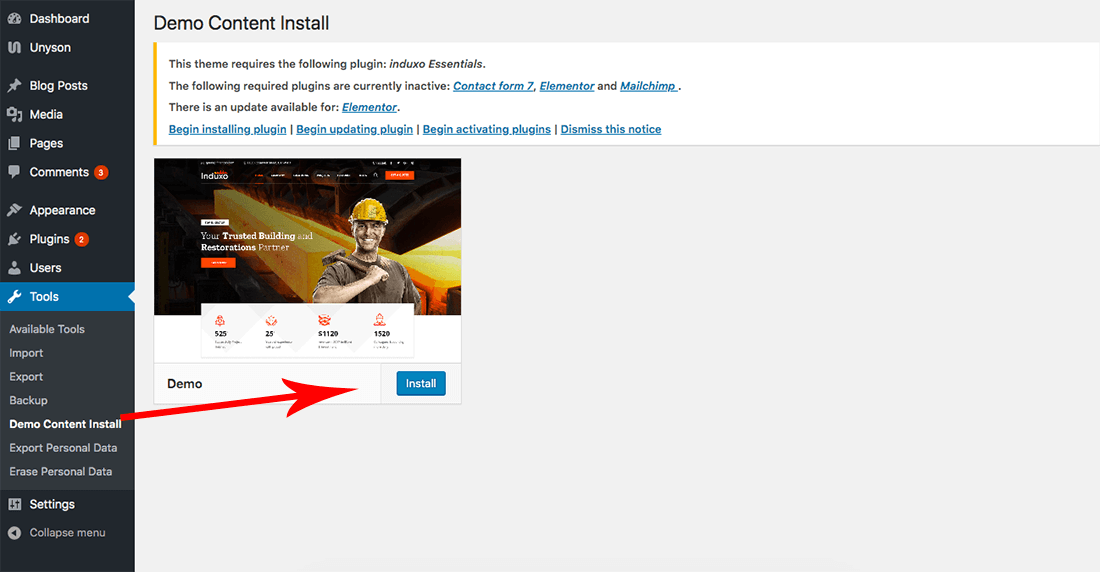 Dashboard
Unyson
Blog Posts
Media
Pages
Comments 3
Appearance
Plugins 2
Users
Tools
Available Tools
Import
Export
Backup
Demo Content Install
Export Personal Data
Erase Personal Data
Settings
Collapse menu
Demo Content Install
This theme requires the following plugin: induxo Essentials.
The following required plugins are currently inactive: Contact form 7, Elementor and Mailchimp .
There is an update available for: Elementor.
Begin installing plugin | Begin updating plugin | Begin activating plugins | Dismiss this notice
Induxo
Your Trusted Building and
Restorations Partner
525
25
$1120
1520
Demo
Install